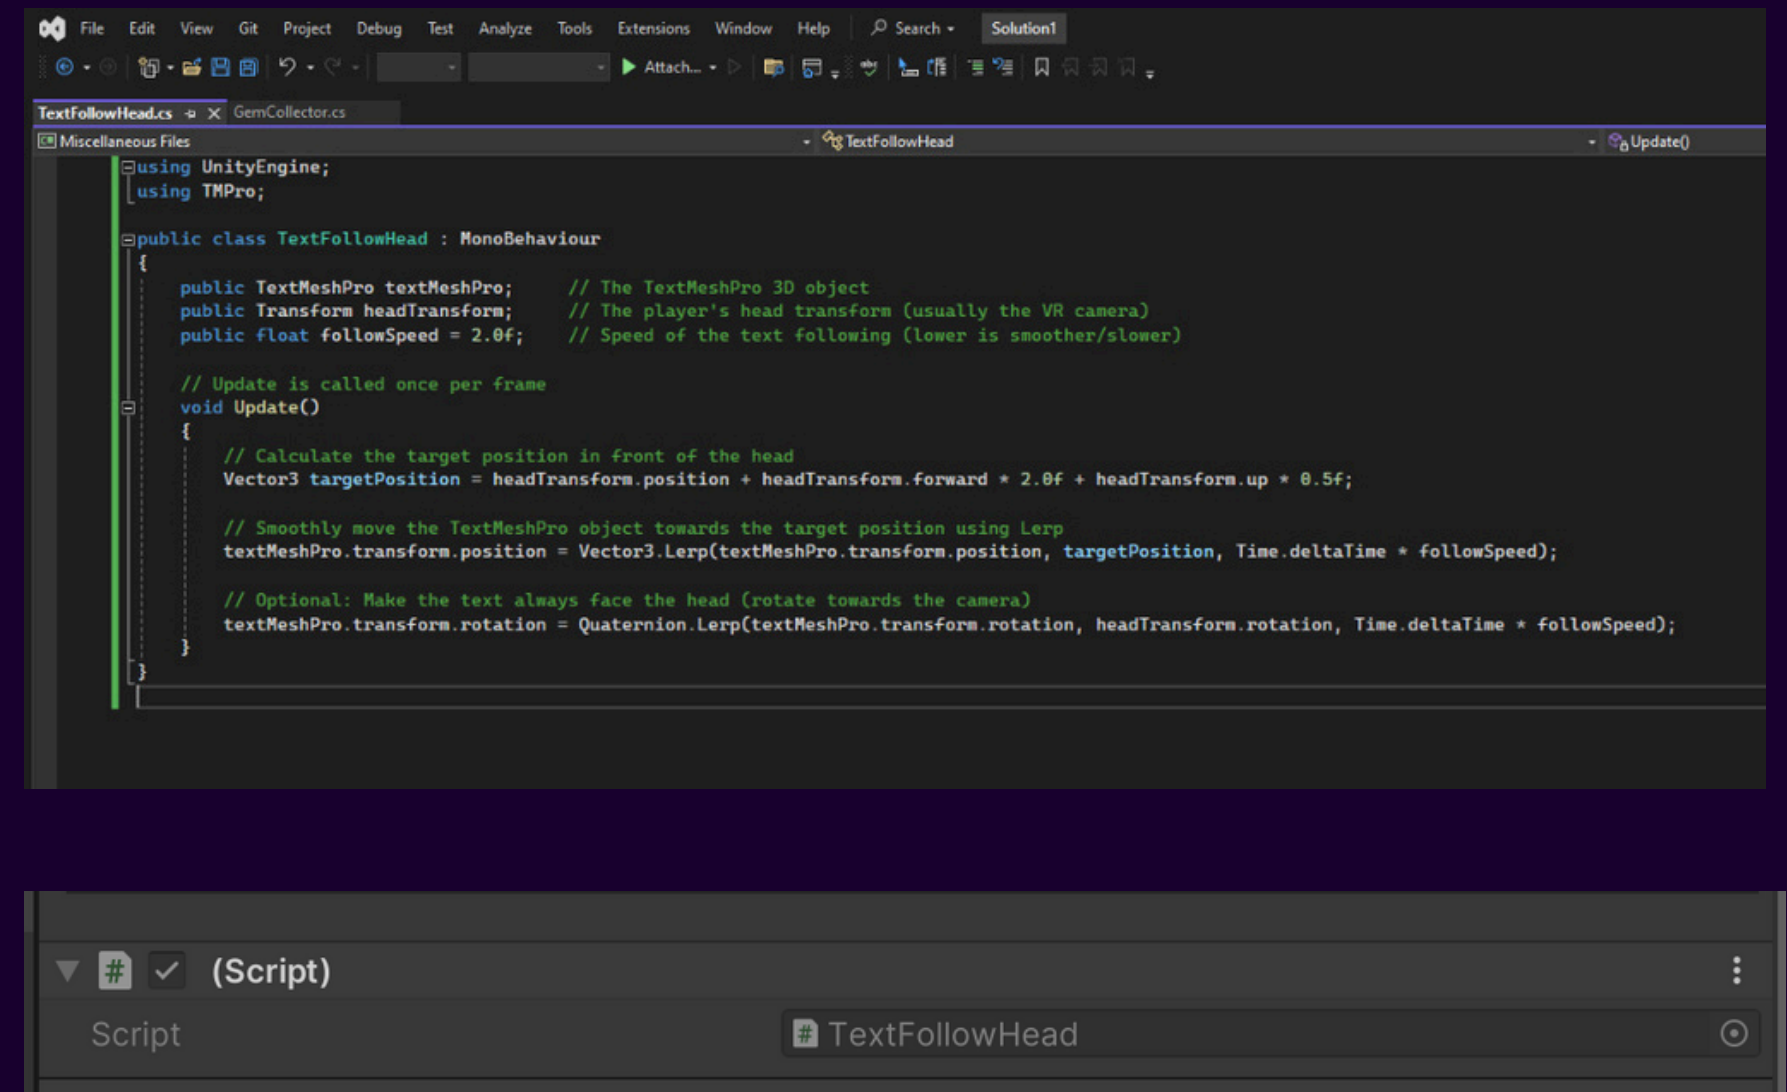 File Edit View Git Project Debug Test Analyze Tools Extensions Window Help Search Solution1
Attach...
TextFollowHead.cs GemCollector.cs
Miscellaneous Files TextFollowHead Update()
using UnityEngine;
using TMPro;
public class TextFollowHead : MonoBehaviour
{
public TextMeshPro textMeshPro; // The TextMeshPro 3D object
public Transform headTransform; // The player's head transform (usually the VR camera)
public float followSpeed = 2.0f; // Speed of the text following (lower is smoother/slower)
// Update is called once per frame
void Update()
{
// Calculate the target position in front of the head
Vector3 targetPosition = headTransform.position + headTransform.forward * 2.0f + headTransform.up * 0.5f;
// Smoothly move the TextMeshPro object towards the target position using Lerp
textMeshPro.transform.position = Vector3.Lerp(textMeshPro.transform.position, targetPosition, Time.deltaTime * followSpeed);
// Optional: Make the text always face the head (rotate towards the camera)
textMeshPro.transform.rotation = Quaternion.Lerp(textMeshPro.transform.rotation, headTransform.rotation, Time.deltaTime * followSpeed);
}
}
# (Script)
Script # TextFollowHead